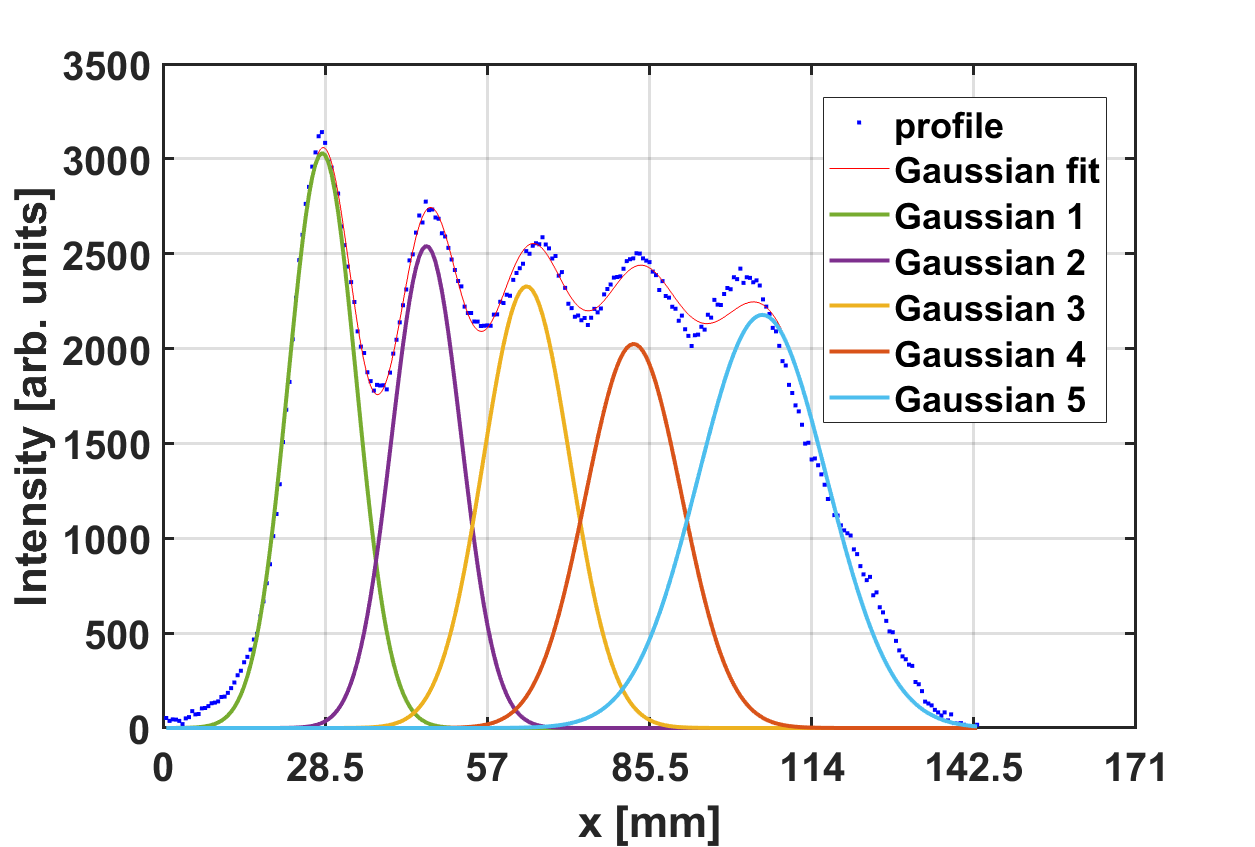 3500
3000
2500
2000
1500
1000
500
0
Intensity [arb. units]
profile
Gaussian fit
Gaussian 1
Gaussian 2
Gaussian 3
Gaussian 4
Gaussian 5
0 28.5 57 85.5 114 142.5 171
x [mm]